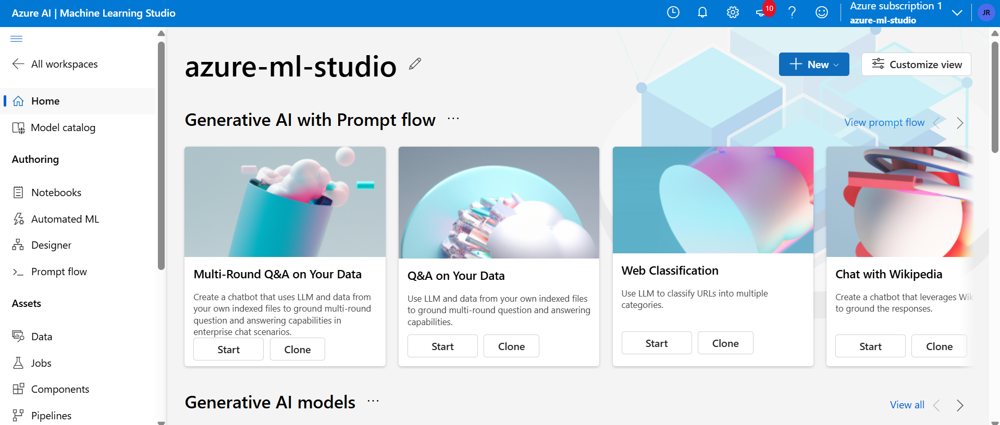 Azure AI | Machine Learning Studio
10
Azure subscription 1
azure-ml-studio
JR
All workspaces
Home
Model catalog
Authoring
Notebooks
Automated ML
Designer
Prompt flow
Assets
Data
Jobs
Components
Pipelines
azure-ml-studio
New
Customize view
Generative AI with Prompt flow ...
View prompt flow
Multi-Round Q&A on Your Data
Create a chatbot that uses LLM and data from
your own indexed files to ground multi-round
question and answering capabilities in
enterprise chat scenarios.
Start
Clone
Q&A on Your Data
Use LLM and data from your own indexed files
to ground multi-round question and answering
capabilities.
Start
Clone
Web Classification
Use LLM to classify URLs into multiple
categories.
Start
Clone
Chat with Wikipedia
Create a chatbot that leverages Wik
to ground the responses.
Start
Clone
Generative AI models ...
View all